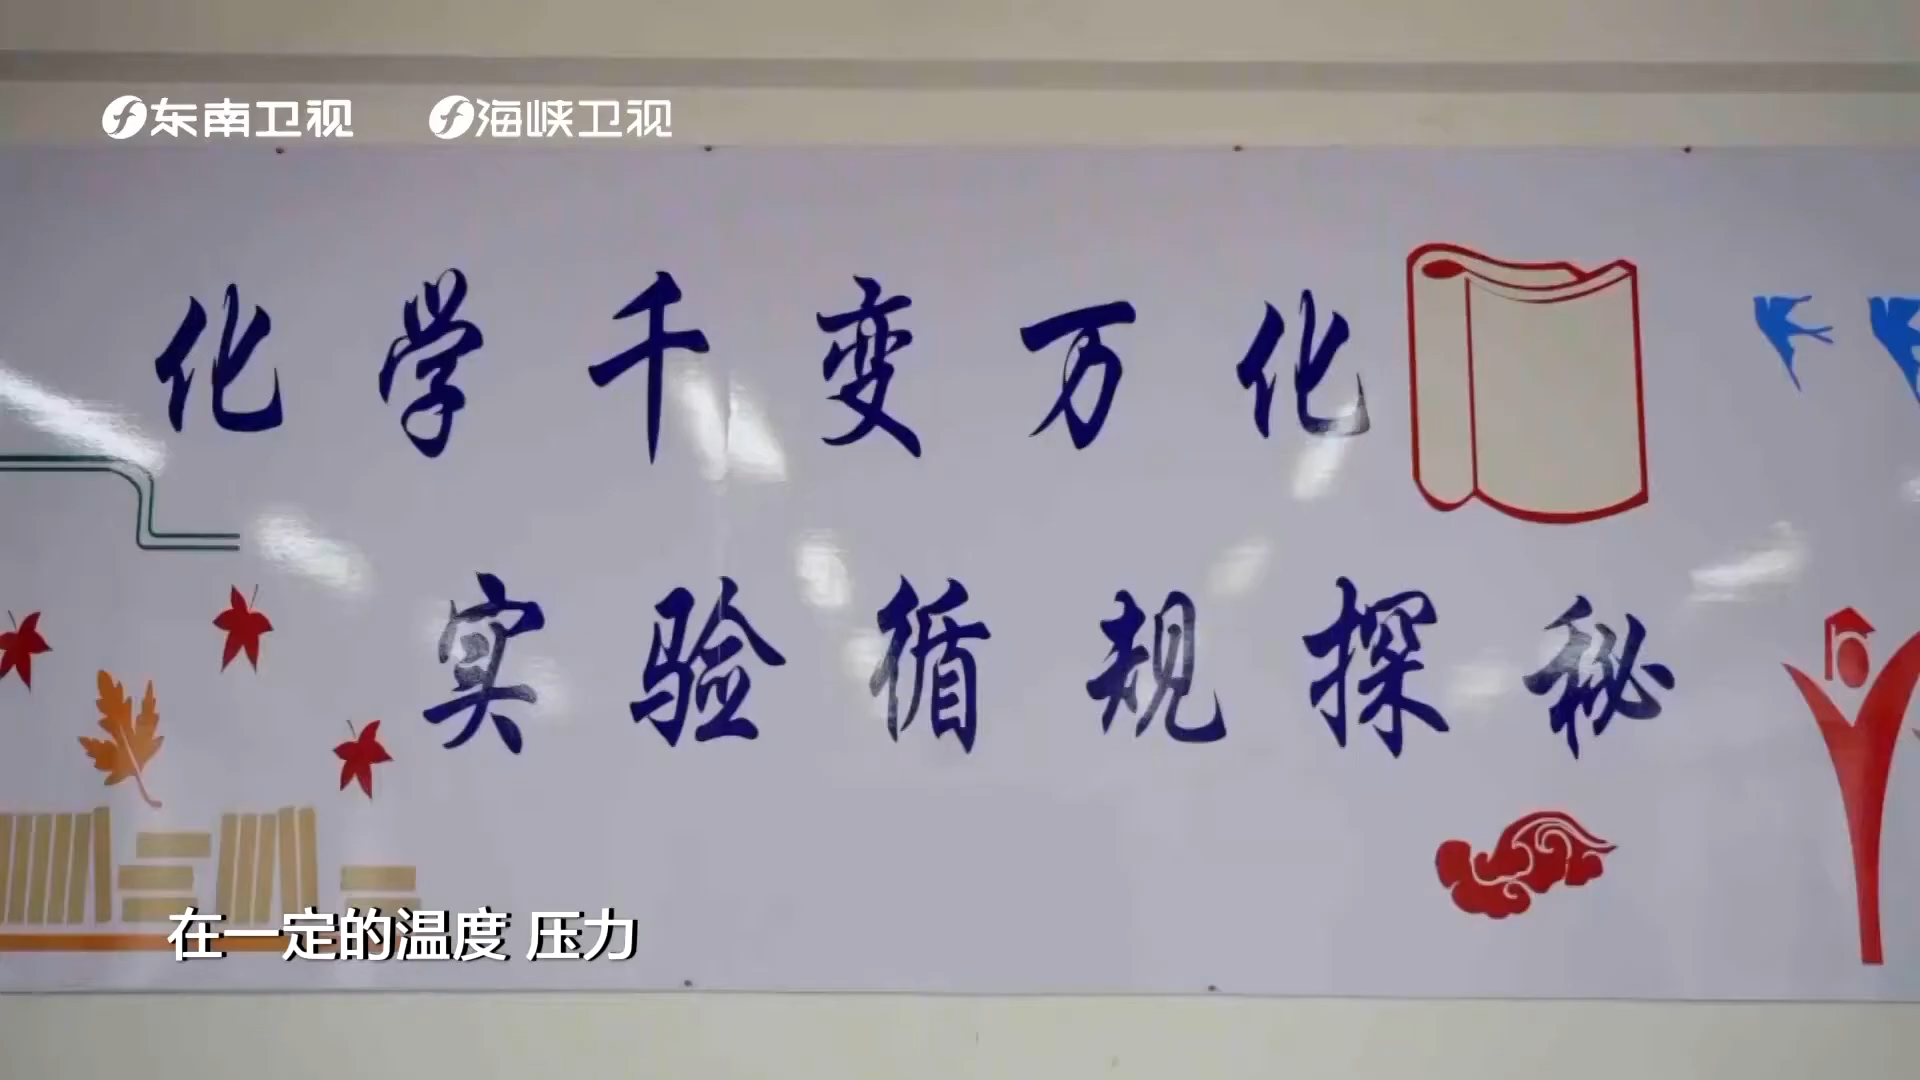 东南卫视 海峡卫视
化学千变万化
实验循规探秘
在一定的温度 压力